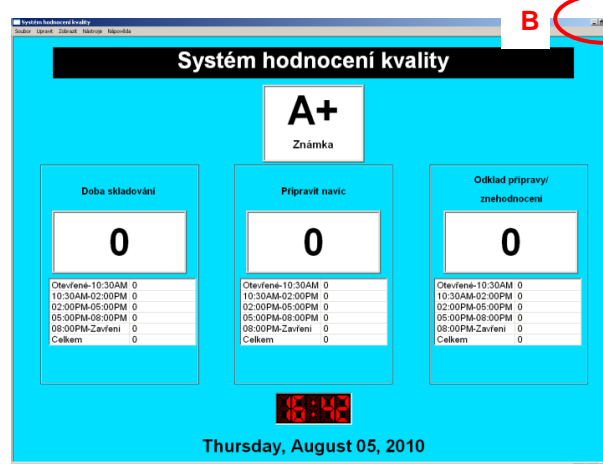 Systém hodnocení kvality
B
Soubor Upravit Zobrazit Nástroje Nápověda
Systém hodnocení kvality
A+
Známka
Doba skladování
0
Otevřené-10:30AM 0
10:30AM-02:00PM 0
02:00PM-05:00PM 0
05:00PM-08:00PM 0
08:00PM-Zavření 0
Celkem 0
Připravit navíc
0
Otevřené-10:30AM 0
10:30AM-02:00PM 0
02:00PM-05:00PM 0
05:00PM-08:00PM 0
08:00PM-Zavření 0
Celkem 0
Odklad přípravy/
znehodnocení
0
Otevřené-10:30AM 0
10:30AM-02:00PM 0
02:00PM-05:00PM 0
05:00PM-08:00PM 0
08:00PM-Zavření 0
Celkem 0
16:42
Thursday, August 05, 2010